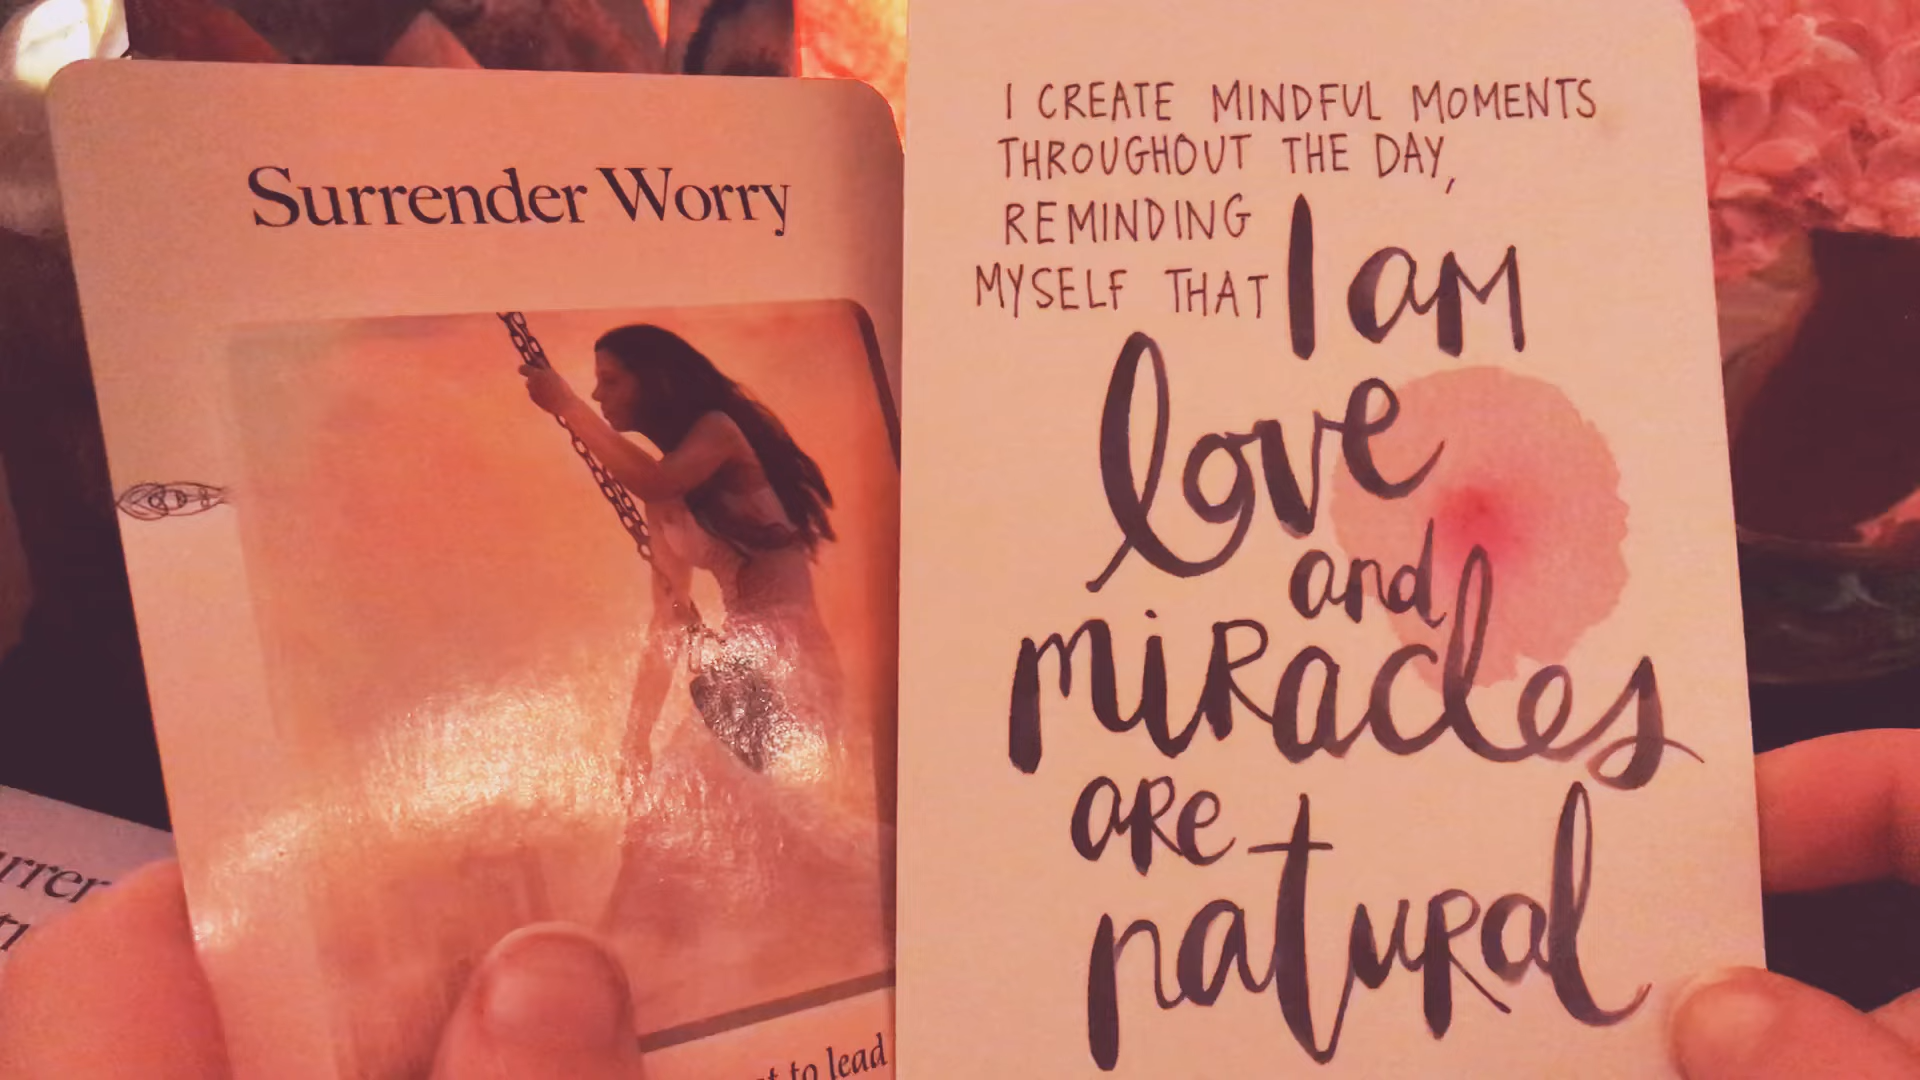 Surrender Worry
to lead
I CREATE MINDFUL MOMENTS
THROUGHOUT THE DAY,
REMINDING
MYSELF THAT I AM
love
and
miracles
are
natural